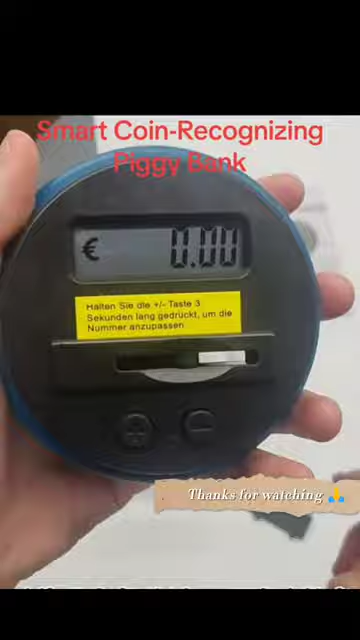 Smart Coin-Recognizing
Piggy Bank
€ 0.00
Halten Sie die +/- Taste 3
Sekunden lang gedrückt, um die
Nummer anzupassen
Thanks for watching 🙌